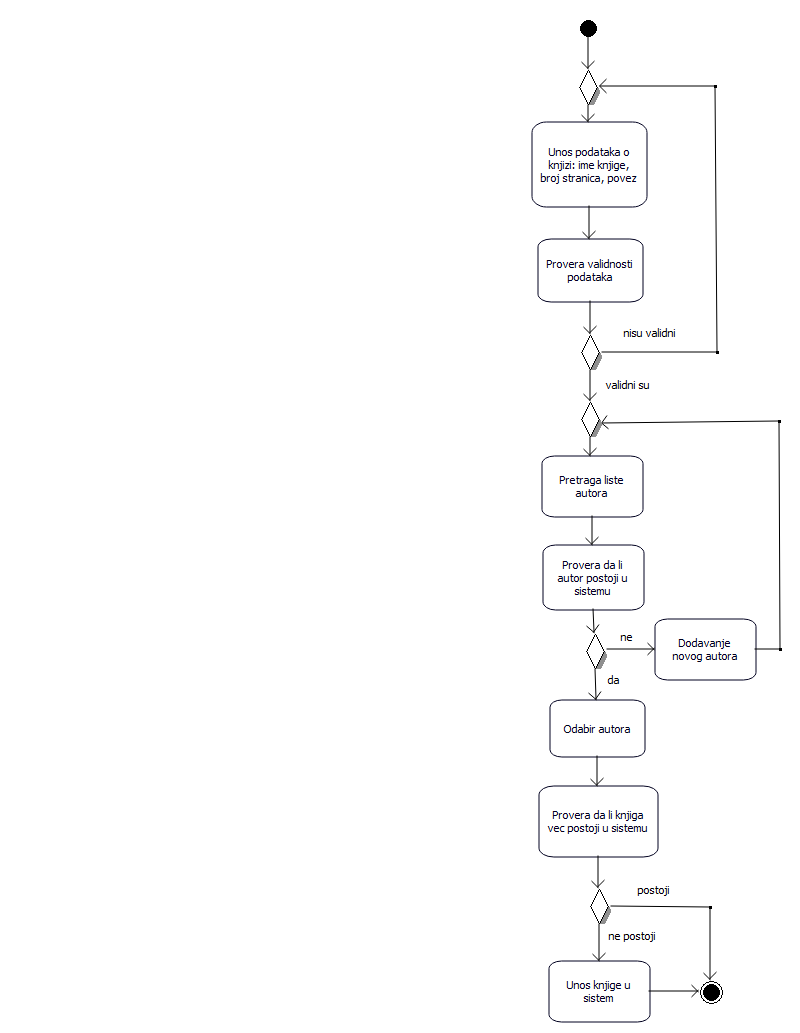 Unos podataka o
knjizi: ime knjige,
broj stranica, povez
Provera validnosti
podataka
nisu validni
validni su
Pretraga liste
autora
Provera da li
autor postoji u
sistemu
ne
Dodavanje
novog autora
da
Odabir autora
Provera da li knjiga
vec postoji u sistemu
postoji
ne postoji
Unos knjige u
sistem